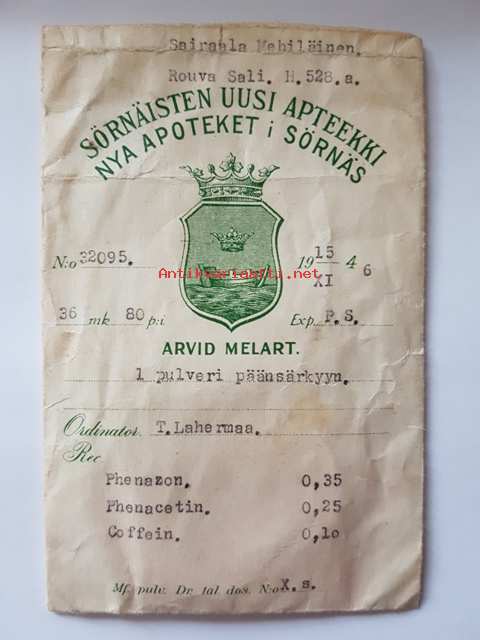 Sairaala Mehiläinen.
Rouva Sali. H.528.a.
SÖRNÄISTEN UUSI APTEEKKI
NYA APOTEKET i SÖRNÄS
N:o 32095. 19 15/XI 46
Antikvariaatti.net
36 mk 80 p:i Exp. P.S.
ARVID MELART.
1 pulveri päänsärkyyn.
Ordinator. T.Lahermaa.
Rec
Phenazon. 0,35
Phenacetin. 0,25
Coffein. 0,10
Mf. pulv. Dr. tal. dos. N:o X. s.